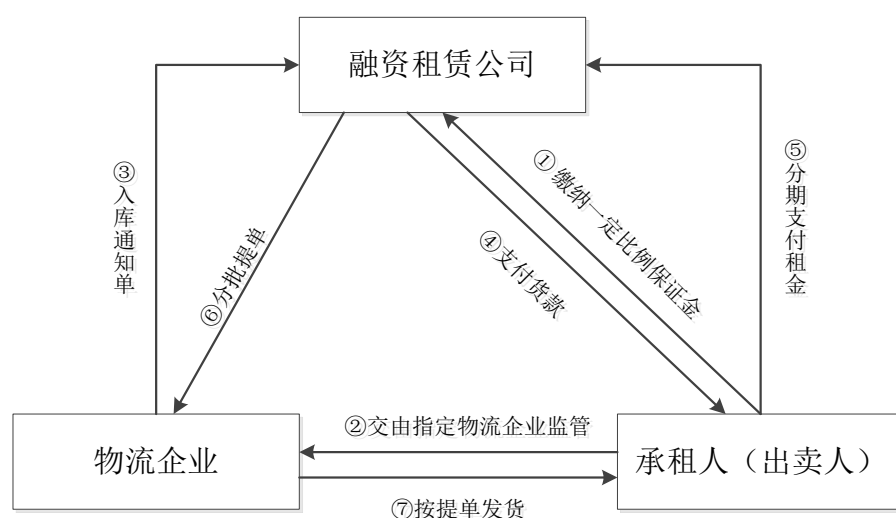 融资租赁公司
③入库通知单
⑥分批提单
④支付货款
①缴纳一定比例保证金
⑤分期支付租金
②交由指定物流企业监管
物流企业
承租人（出卖人）
⑦按提单发货